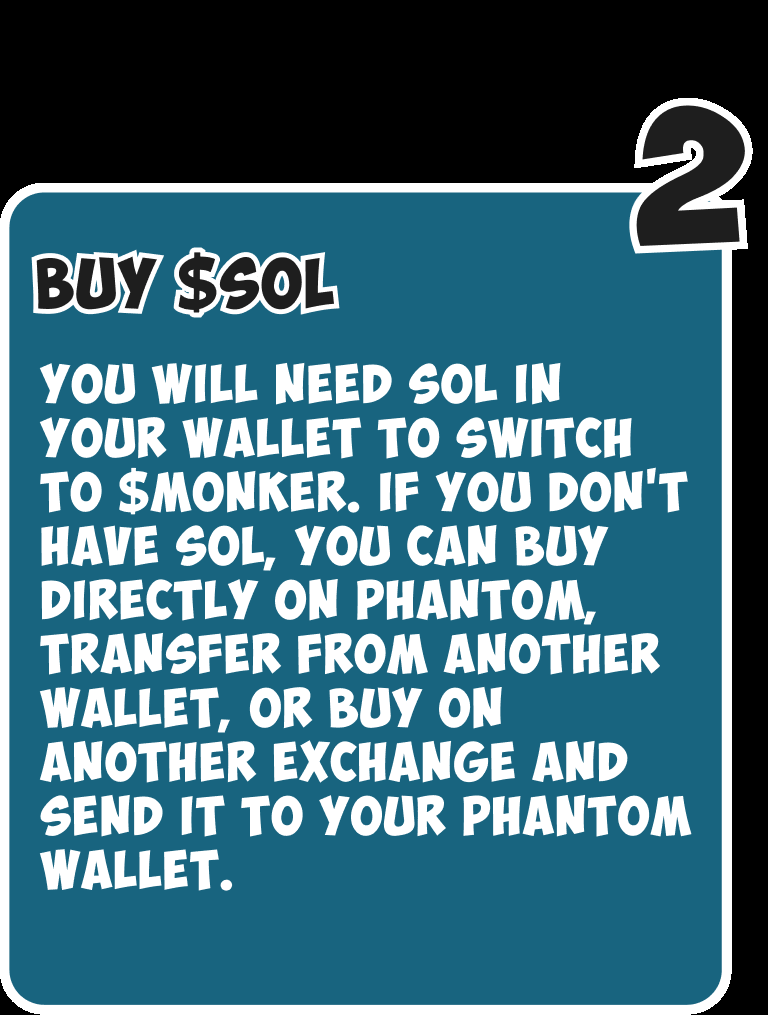 2
BUY $SOL
YOU WILL NEED SOL IN
YOUR WALLET TO SWITCH
TO $MONKER. IF YOU DON'T
HAVE SOL, YOU CAN BUY
DIRECTLY ON PHANTOM,
TRANSFER FROM ANOTHER
WALLET, OR BUY ON
ANOTHER EXCHANGE AND
SEND IT TO YOUR PHANTOM
WALLET.